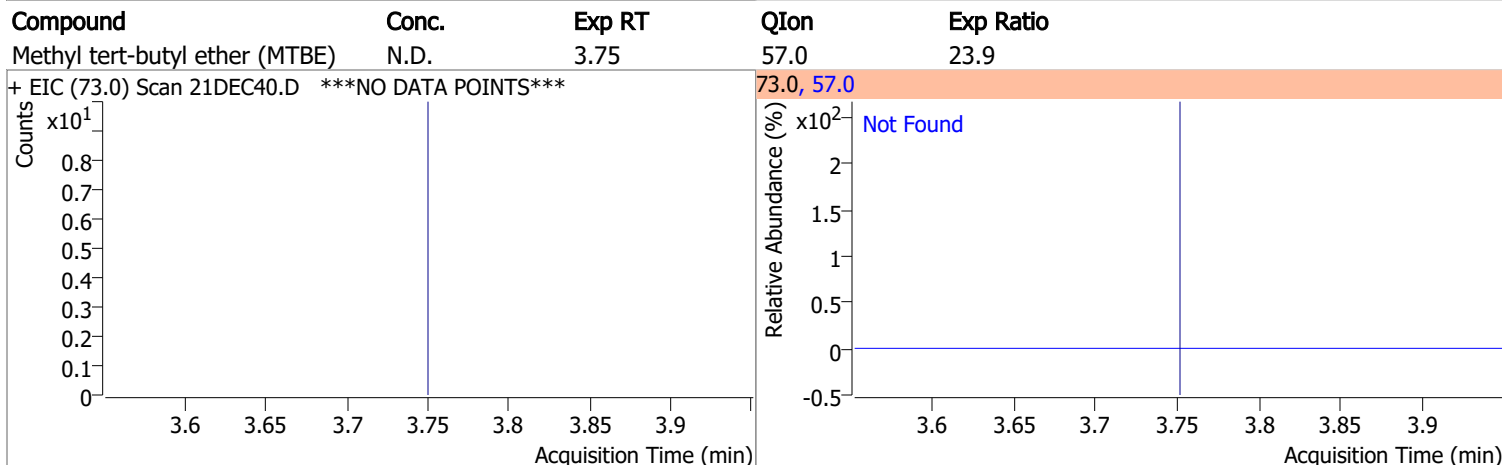 Compound Conc. Exp RT QIon Exp Ratio
Methyl tert-butyl ether (MTBE) N.D. 3.75 57.0 23.9
+ EIC (73.0) Scan 21DEC40.D ***NO DATA POINTS***
Counts
x10¹
0.8
0.7
0.6
0.5
0.4
0.3
0.2
0.1
0
3.6 3.65 3.7 3.75 3.8 3.85 3.9
Acquisition Time (min)
73.0, 57.0
Relative Abundance (%)
x10²
Not Found
2
1.5
1
0.5
0
-0.5
3.6 3.65 3.7 3.75 3.8 3.85 3.9
Acquisition Time (min)